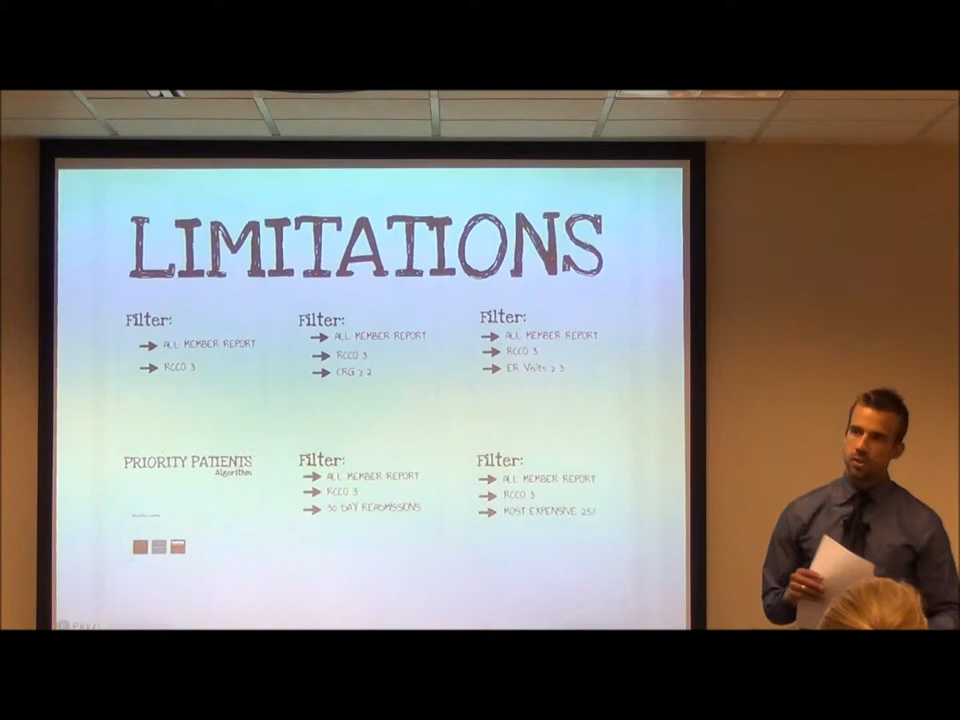 LIMITATIONS
Filter:
ALL MEMBER REPORT
RCCO 3
Filter:
ALL MEMBER REPORT
RCCO 3
CRG ≥ 2
Filter:
ALL MEMBER REPORT
RCCO 3
ER Visits ≥ 3
PRIORITY PATIENTS
Algorithm
Filter:
ALL MEMBER REPORT
RCCO 3
30 DAY READMISSIONS
Filter:
ALL MEMBER REPORT
RCCO 3
MOST EXPENSIVE